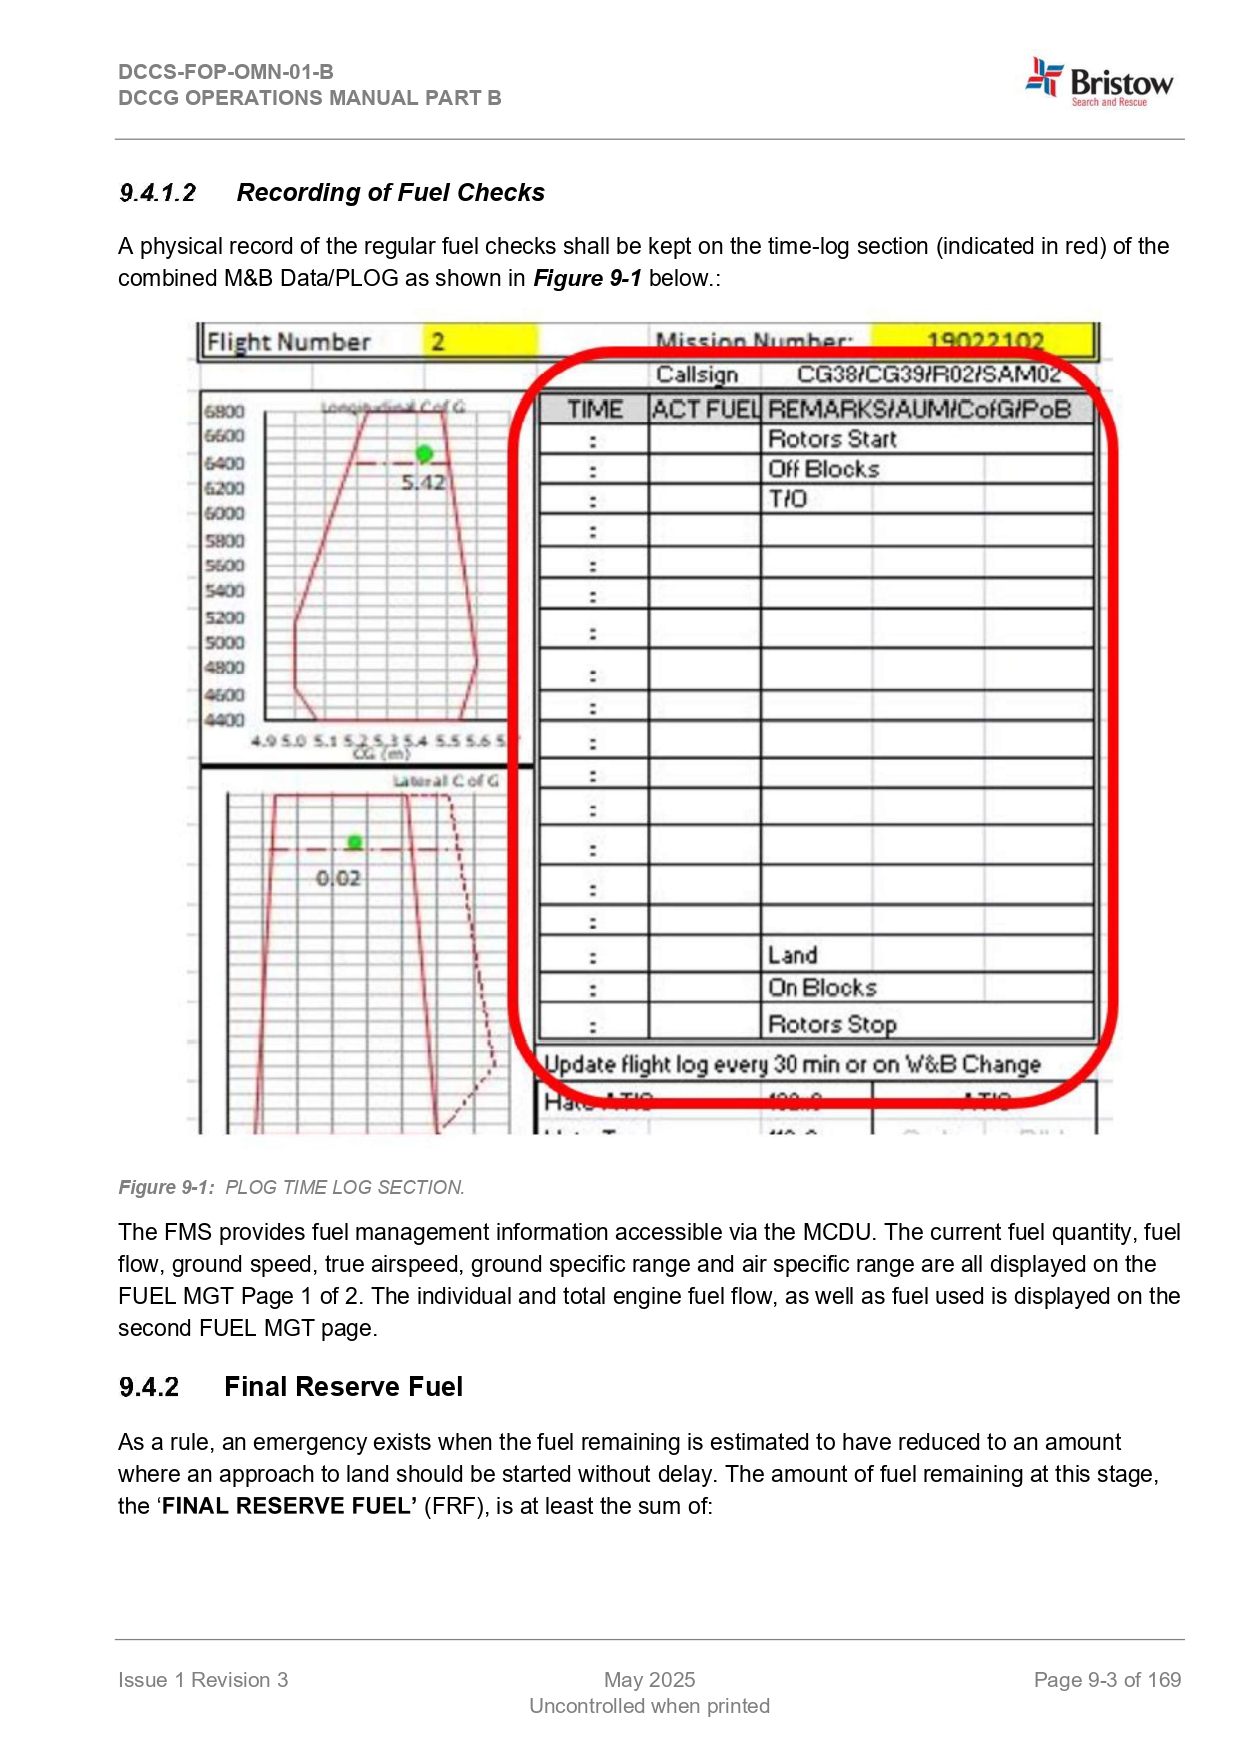 DCCS-FOP-OMN-01-B
DCCG OPERATIONS MANUAL PART B
Bristow
Search and Rescue
9.4.1.2 Recording of Fuel Checks
A physical record of the regular fuel checks shall be kept on the time-log section (indicated in red) of the
combined M&B Data/PLOG as shown in Figure 9-1 below.:
Flight Number 2 Mission Number: 19022102
Callsign CG38/CG39/R02/SAM02
Longitudinal C of G
6800
6600
6400
6200
6000
5800
5600
5400
5200
5000
4800
4600
4400
5.42
4.9 5.0 5.1 5.2 5.3 5.4 5.5 5.6
CG (m)
Lateral C of G
0.02
TIME ACT FUEL REMARKS/AUM/CofG/PoB
: Rotors Start
: Off Blocks
: T/O
:
:
:
:
:
:
:
:
:
:
:
:
: Land
: On Blocks
: Rotors Stop
Update flight log every 30 min or on W&B Change
Figure 9-1: PLOG TIME LOG SECTION.
The FMS provides fuel management information accessible via the MCDU. The current fuel quantity, fuel
flow, ground speed, true airspeed, ground specific range and air specific range are all displayed on the
FUEL MGT Page 1 of 2. The individual and total engine fuel flow, as well as fuel used is displayed on the
second FUEL MGT page.
9.4.2 Final Reserve Fuel
As a rule, an emergency exists when the fuel remaining is estimated to have reduced to an amount
where an approach to land should be started without delay. The amount of fuel remaining at this stage,
the ‘FINAL RESERVE FUEL’ (FRF), is at least the sum of:
Issue 1 Revision 3 May 2025 Page 9-3 of 169
Uncontrolled when printed